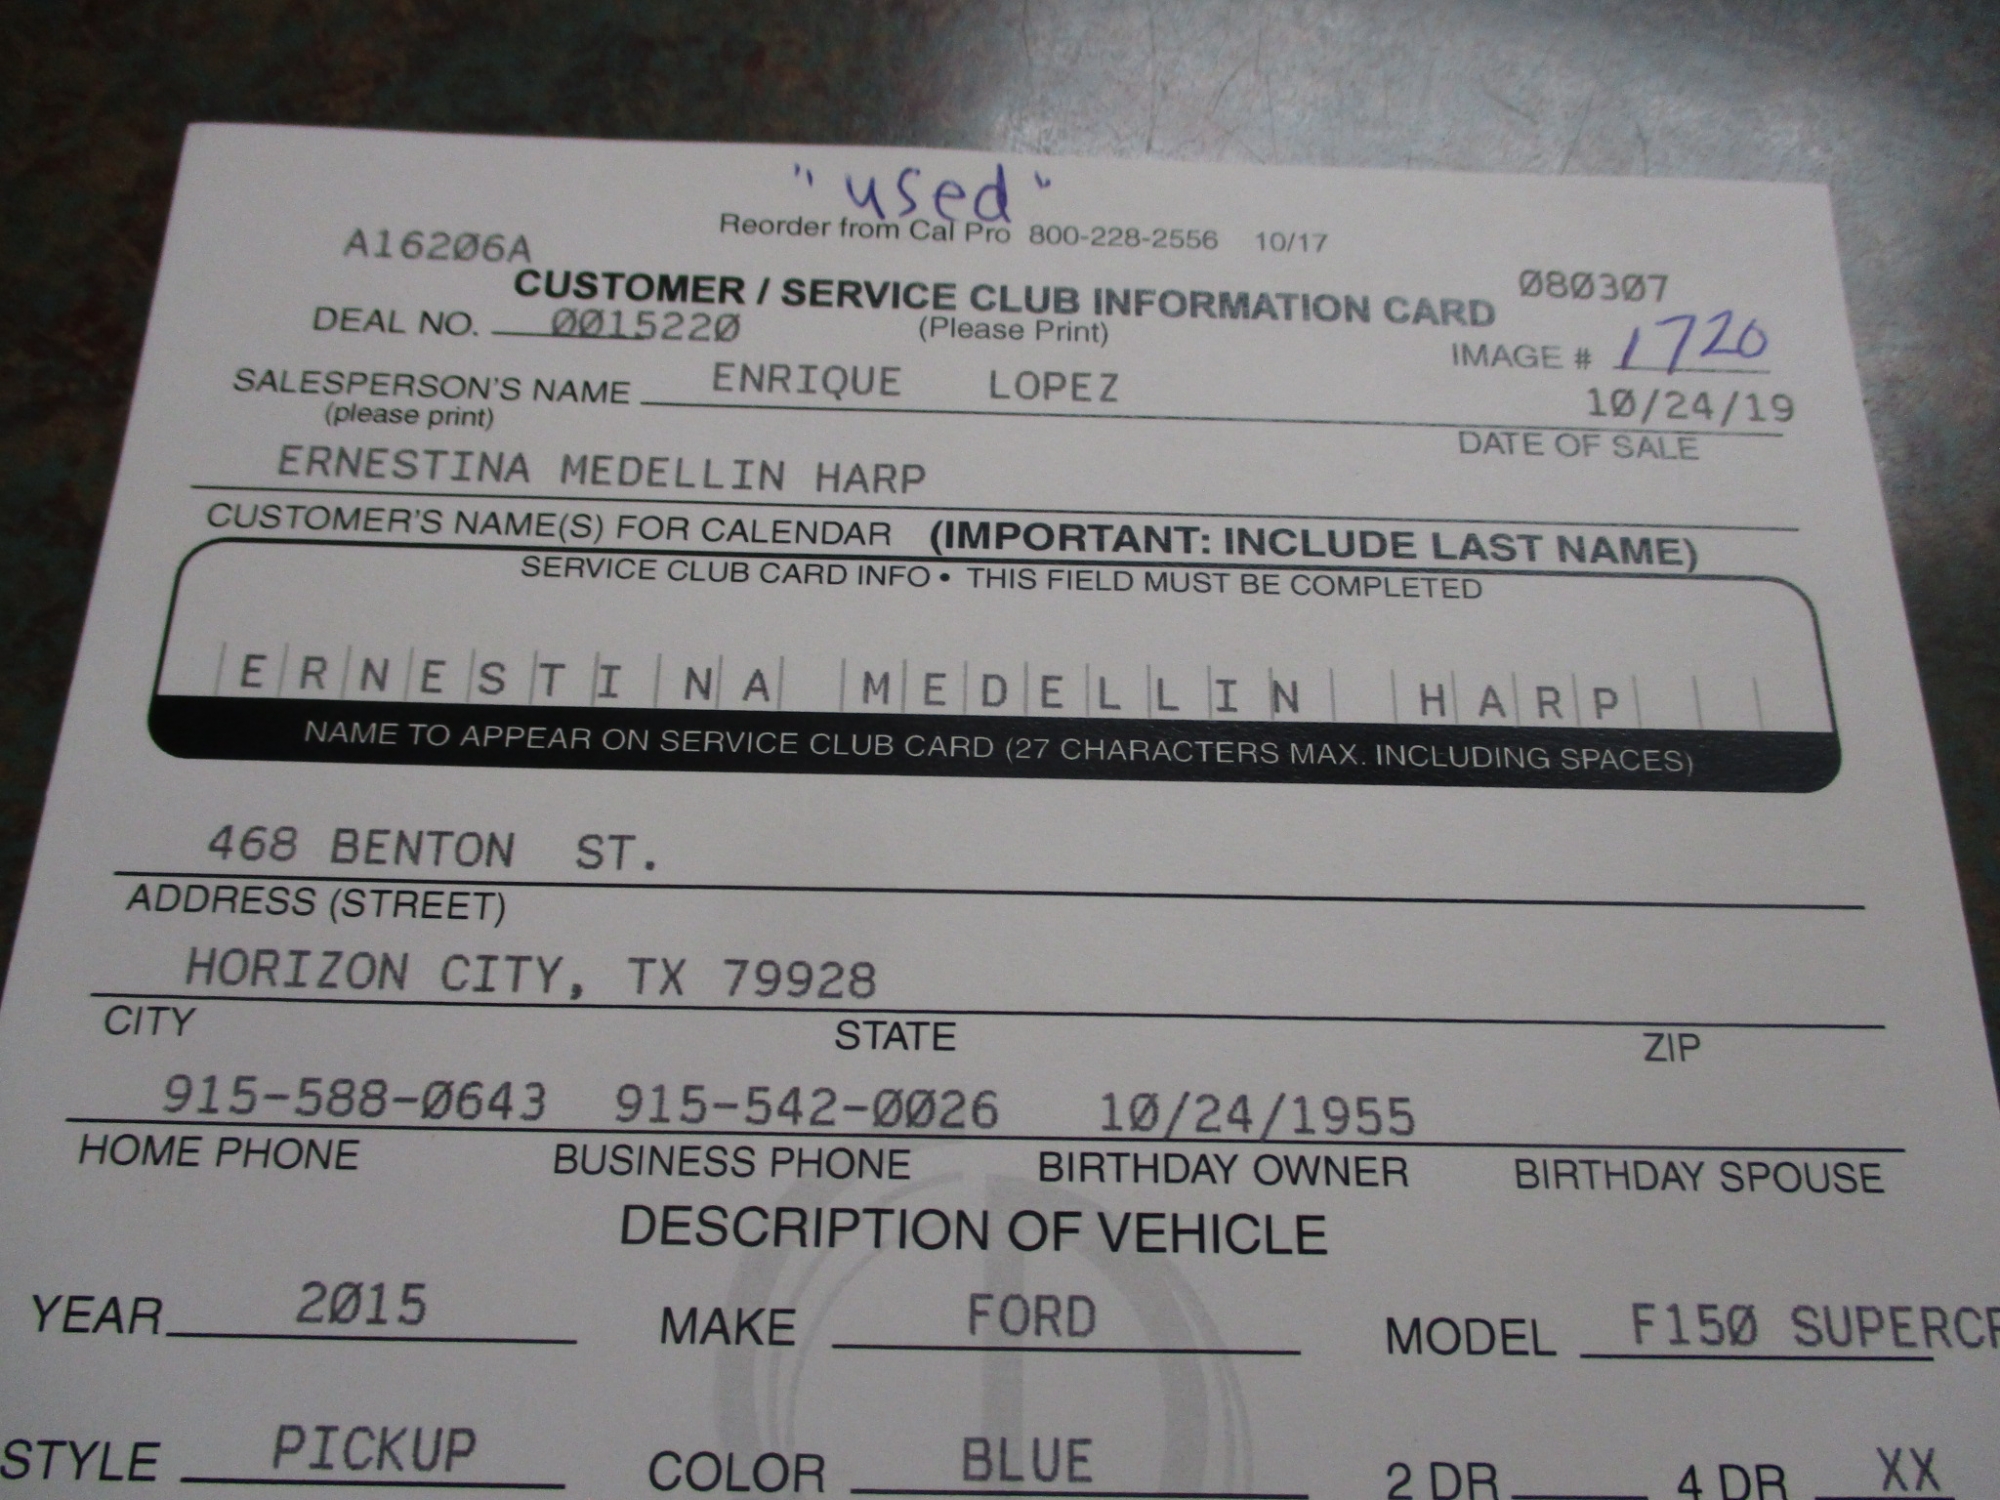 "used"
Reorder from Cal Pro 800-228-2556 10/17
A16206A
CUSTOMER / SERVICE CLUB INFORMATION CARD 080307
DEAL NO. 0015220 (Please Print) IMAGE # 1720
SALESPERSON'S NAME ENRIQUE LOPEZ 10/24/19
(please print) DATE OF SALE
ERNESTINA MEDELLIN HARP
CUSTOMER'S NAME(S) FOR CALENDAR (IMPORTANT: INCLUDE LAST NAME)
SERVICE CLUB CARD INFO • THIS FIELD MUST BE COMPLETED
ERNESTINA MEDELLIN HARP
NAME TO APPEAR ON SERVICE CLUB CARD (27 CHARACTERS MAX. INCLUDING SPACES)
468 BENTON ST.
ADDRESS (STREET)
HORIZON CITY, TX 79928
CITY STATE ZIP
915-588-0643 915-542-0026 10/24/1955
HOME PHONE BUSINESS PHONE BIRTHDAY OWNER BIRTHDAY SPOUSE
DESCRIPTION OF VEHICLE
YEAR 2015 MAKE FORD MODEL F150 SUPERCR
STYLE PICKUP COLOR BLUE 2 DR 4 DR XX